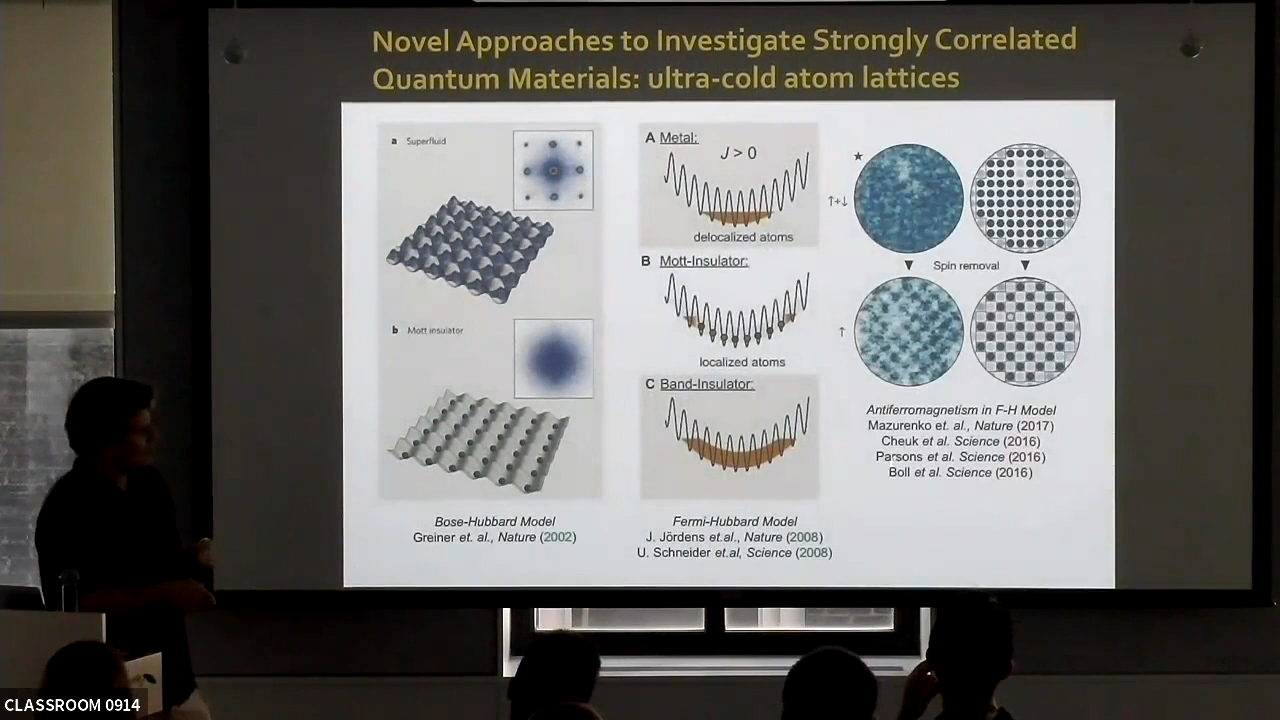 Novel Approaches to Investigate Strongly Correlated
Quantum Materials: ultra-cold atom lattices
a Superfluid
b Mott insulator
Bose-Hubbard Model
Greiner et. al., Nature (2002)
A Metal:
J > 0
delocalized atoms
B Mott-Insulator:
localized atoms
C Band-Insulator:
Fermi-Hubbard Model
J. Jördens et.al., Nature (2008)
U. Schneider et.al, Science (2008)
★
↑+↓
▼ Spin removal ▼
↑
Antiferromagnetism in F-H Model
Mazurenko et. al., Nature (2017)
Cheuk et al. Science (2016)
Parsons et al. Science (2016)
Boll et al. Science (2016)
CLASSROOM 0914